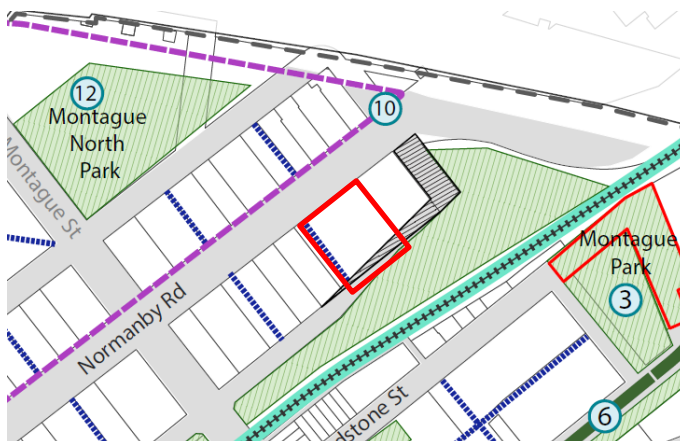 12
Montague
North
Park
10
Montague St
Normanby Rd
Montague
Park
3
dstone St
6